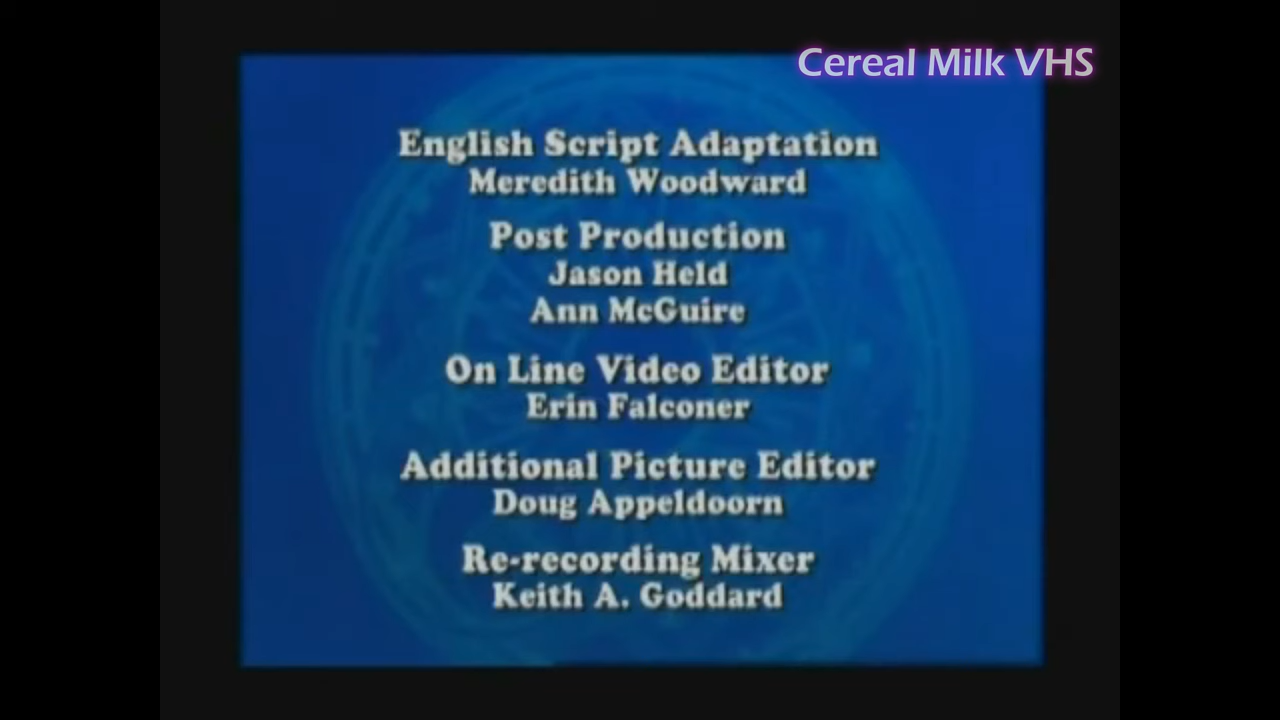 Cereal Milk VHS
English Script Adaptation
Meredith Woodward
Post Production
Jason Held
Ann McGuire
On Line Video Editor
Erin Falconer
Additional Picture Editor
Doug Appeldoorn
Re-recording Mixer
Keith A. Goddard